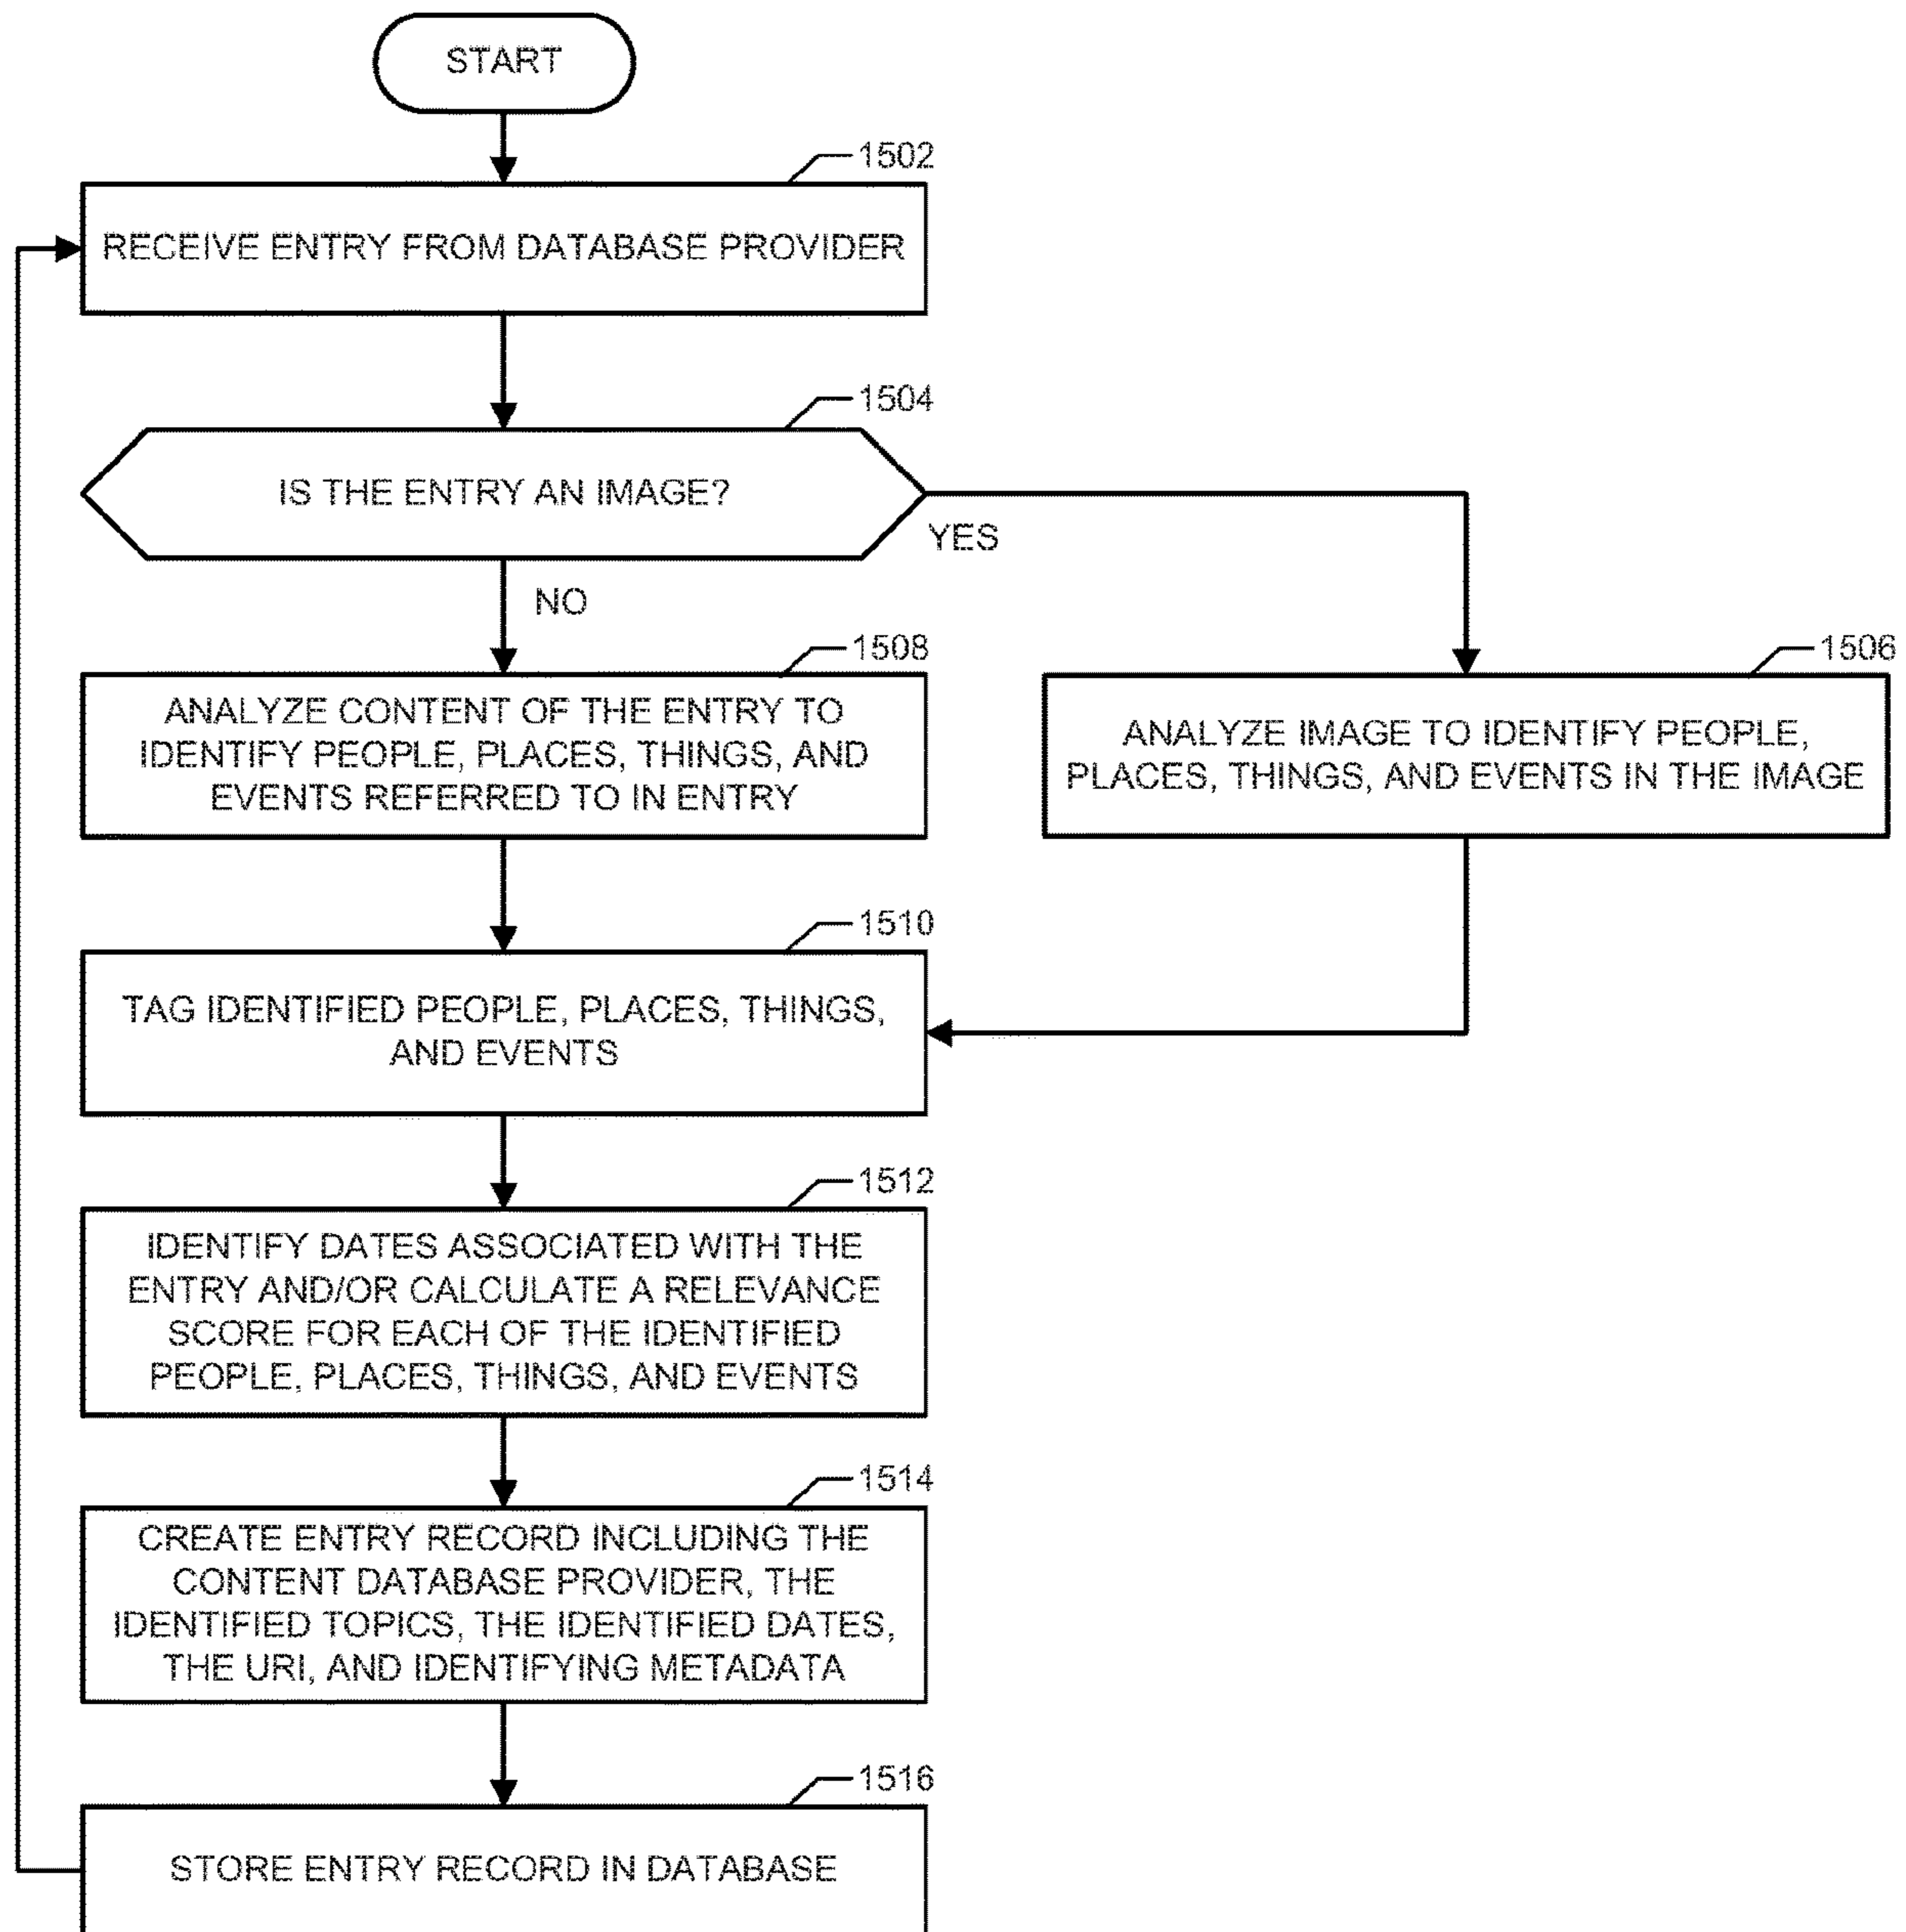 START
1502
RECEIVE ENTRY FROM DATABASE PROVIDER
1504
IS THE ENTRY AN IMAGE?
YES
NO
1508
ANALYZE CONTENT OF THE ENTRY TO
IDENTIFY PEOPLE, PLACES, THINGS, AND
EVENTS REFERRED TO IN ENTRY
1506
ANALYZE IMAGE TO IDENTIFY PEOPLE,
PLACES, THINGS, AND EVENTS IN THE IMAGE
1510
TAG IDENTIFIED PEOPLE, PLACES, THINGS,
AND EVENTS
1512
IDENTIFY DATES ASSOCIATED WITH THE
ENTRY AND/OR CALCULATE A RELEVANCE
SCORE FOR EACH OF THE IDENTIFIED
PEOPLE, PLACES, THINGS, AND EVENTS
1514
CREATE ENTRY RECORD INCLUDING THE
CONTENT DATABASE PROVIDER, THE
IDENTIFIED TOPICS, THE IDENTIFIED DATES,
THE URI, AND IDENTIFYING METADATA
1516
STORE ENTRY RECORD IN DATABASE